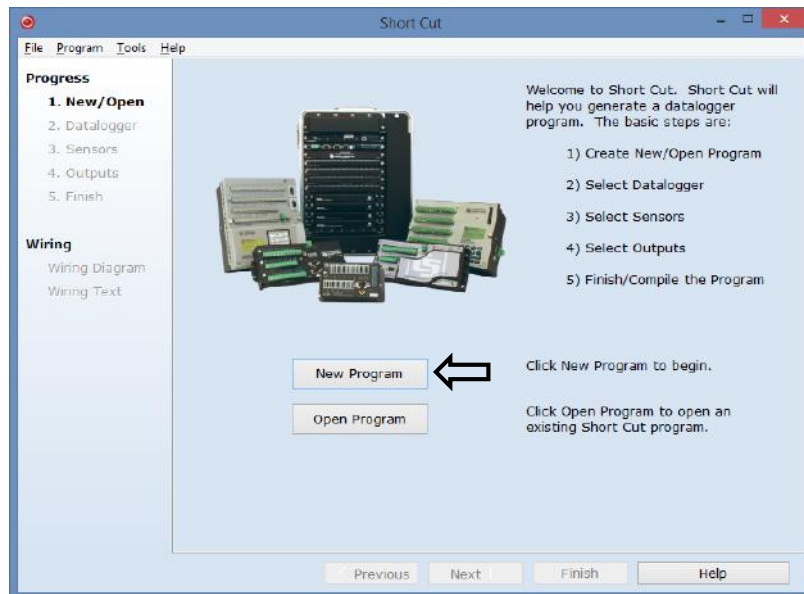 Short Cut
File Program Tools Help
Progress
1. New/Open
2. Datalogger
3. Sensors
4. Outputs
5. Finish
Wiring
Wiring Diagram
Wiring Text
Welcome to Short Cut. Short Cut will
help you generate a datalogger
program. The basic steps are:
1) Create New/Open Program
2) Select Datalogger
3) Select Sensors
4) Select Outputs
5) Finish/Compile the Program
New Program
Click New Program to begin.
Open Program
Click Open Program to open an
existing Short Cut program.
Previous Next Finish Help